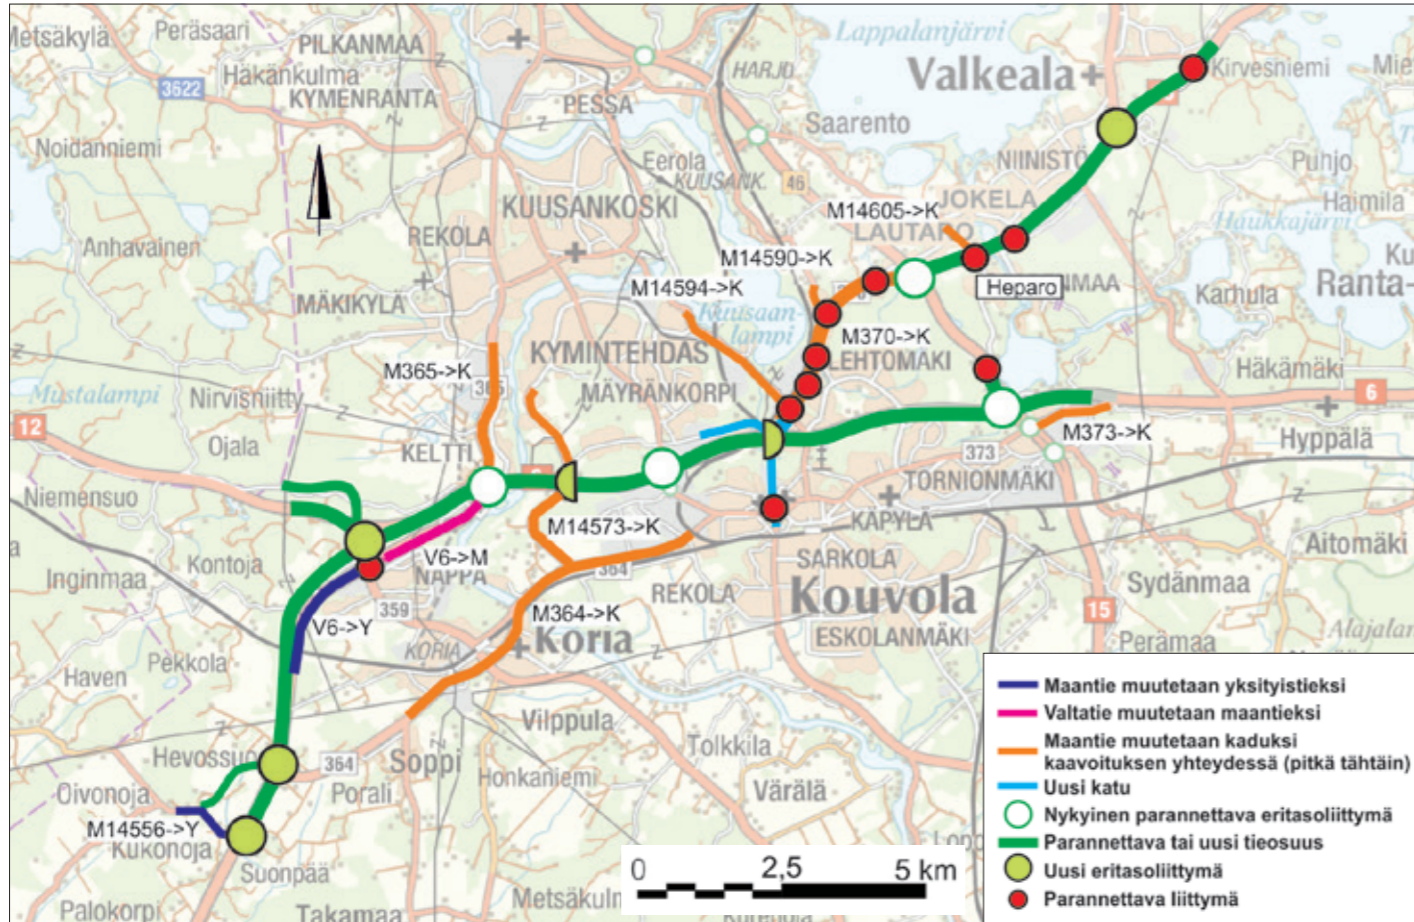 Metsäkylä
Peräsaari
PILKANMAA
Häkänkulma
3622
KYMENRANTA
Noidanniemi
HARJU
PESSA
Lappalanjärvi
Valkeala
Kirvesniemi
Saarento
Eerola
KUUSANK.
46
NIINISTÖ
Puhjo
Haimila
Haukkajärvi
JOKELA
M14605->K
LAUTARO
KUUSANKOSKI
REKOLA
Anhavainen
M14590->K
M14594->K
Heparo
Karhula
Ranta-
MÄKIKYLÄ
Kuusaan-
lampi
M370->K
LEHTOMÄKI
KYMINTEHDAS
MÄYRÄNKORPI
M365->K
365
Häkämäki
6
Mustalampi
Nirvisniitty
12
Ojala
KELTTI
M373->K
Hyppälä
373
TORNIONMÄKI
Niemensuo
M14573->K
KÄPYLÄ
Kontoja
V6->M
NAPPA
364
SARKOLA
Aitomäki
Inginmaa
359
REKOLA
Kouvola
Sydänmaa
V6->Y
M364->K
Koria
ESKOLANMÄKI
15
Perämaa
Pekkola
KORIA
Haven
Vilppula
Tolkkila
Hevossuo
364
Soppi
Honkaniemi
Värälä
Oivonoja
Porali
M14556->Y
Kukonoja
Suonpää
Palokorpi
Takamaa
0 2,5 5 km
Maantie muutetaan yksityistieksi
Valtatie muutetaan maantieksi
Maantie muutetaan kaduksi
kaavoituksen yhteydessä (pitkä tähtäin)
Uusi katu
Nykyinen parannettava eritasoliittymä
Parannettava tai uusi tieosuus
Uusi eritasoliittymä
Parannettava liittymä